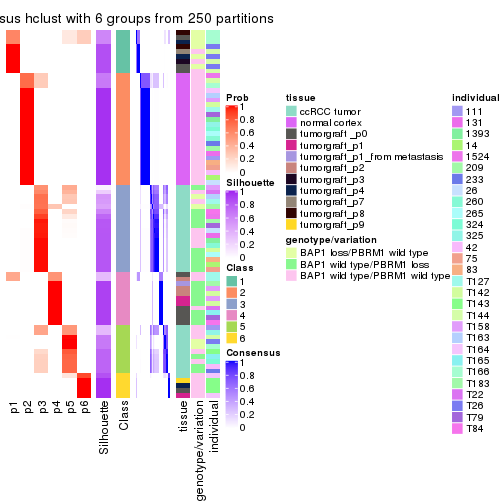 sus hclust with 6 groups from 250 partitions
p1
p2
p3
p4
p5
p6
Silhouette
Class
tissue
genotype/variation
individual
Prob
1
0.8
0.6
0.4
0.2
0
Silhouette
1
0.8
0.6
0.4
0.2
0
Class
1
2
3
4
5
6
Consensus
1
0.8
0.6
0.4
0.2
0
tissue
ccRCC tumor
normal cortex
tumorgraft_p0
tumorgraft_p1
tumorgraft_p1_from metastasis
tumorgraft_p2
tumorgraft_p3
tumorgraft_p4
tumorgraft_p7
tumorgraft_p8
tumorgraft_p9
genotype/variation
BAP1 loss/PBRM1 wild type
BAP1 wild type/PBRM1 loss
BAP1 wild type/PBRM1 wild type
individual
111
131
1393
14
1524
209
233
26
260
265
324
325
42
75
83
T127
T142
T143
T144
T158
T163
T164
T165
T166
T183
T22
T26
T79
T84